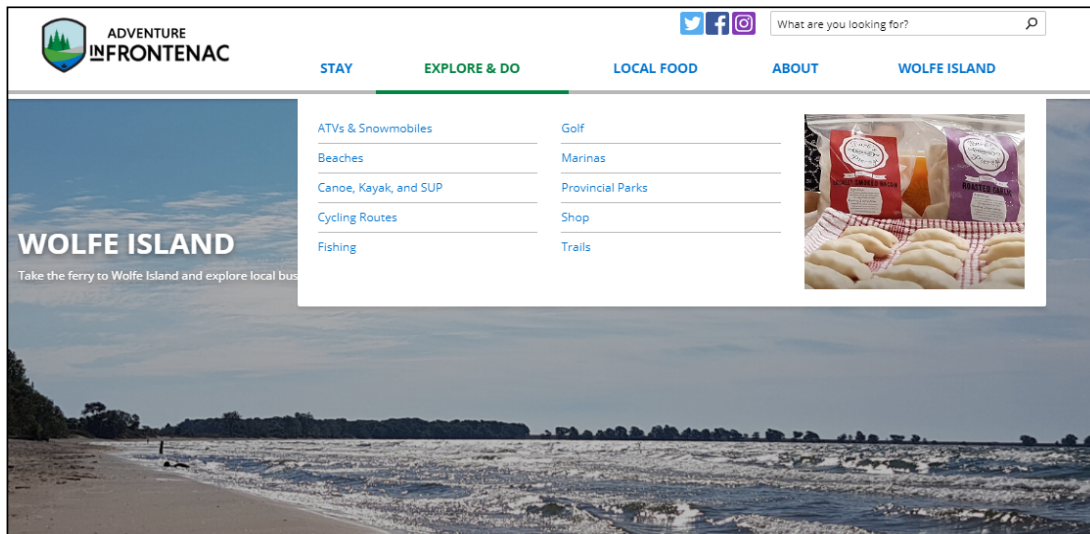 ADVENTURE
INFRONTENAC
What are you looking for?
STAY EXPLORE & DO LOCAL FOOD ABOUT WOLFE ISLAND
ATVs & Snowmobiles
Beaches
Canoe, Kayak, and SUP
Cycling Routes
Fishing
Golf
Marinas
Provincial Parks
Shop
Trails
ROASTED GARLIC
WOLFE ISLAND
Take the ferry to Wolfe Island and explore local bus